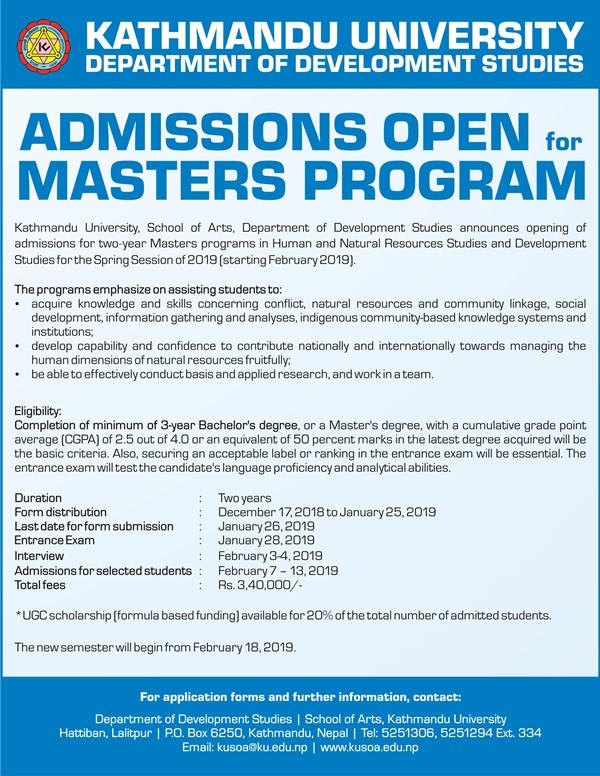 KATHMANDU UNIVERSITY
DEPARTMENT OF DEVELOPMENT STUDIES
ADMISSIONS OPEN for
MASTERS PROGRAM
Kathmandu University, School of Arts, Department of Development Studies announces opening of
admissions for two-year Masters programs in Human and Natural Resources Studies and Development
Studies for the Spring Session of 2019 (starting February 2019).
The programs emphasize on assisting students to:
• acquire knowledge and skills concerning conflict, natural resources and community linkage, social
development, information gathering and analyses, indigenous community-based knowledge systems and
institutions;
• develop capability and confidence to contribute nationally and internationally towards managing the
human dimensions of natural resources fruitfully;
• be able to effectively conduct basis and applied research, and work in a team.
Eligibility:
Completion of minimum of 3-year Bachelor's degree, or a Master's degree, with a cumulative grade point
average (CGPA) of 2.5 out of 4.0 or an equivalent of 50 percent marks in the latest degree acquired will be
the basic criteria. Also, securing an acceptable label or ranking in the entrance exam will be essential. The
entrance exam will test the candidate's language proficiency and analytical abilities.
Duration : Two years
Form distribution : December 17, 2018 to January 25, 2019
Last date for form submission : January 26, 2019
Entrance Exam : January 28, 2019
Interview : February 3-4, 2019
Admissions for selected students : February 7 – 13, 2019
Total fees : Rs. 3,40,000/-
*UGC scholarship (formula based funding) available for 20% of the total number of admitted students.
The new semester will begin from February 18, 2019.
For application forms and further information, contact:
Department of Development Studies | School of Arts, Kathmandu University
Hattiban, Lalitpur | P.O. Box 6250, Kathmandu, Nepal | Tel: 5251306, 5251294 Ext. 334
Email: kusoa@ku.edu.np | www.kusoa.edu.np